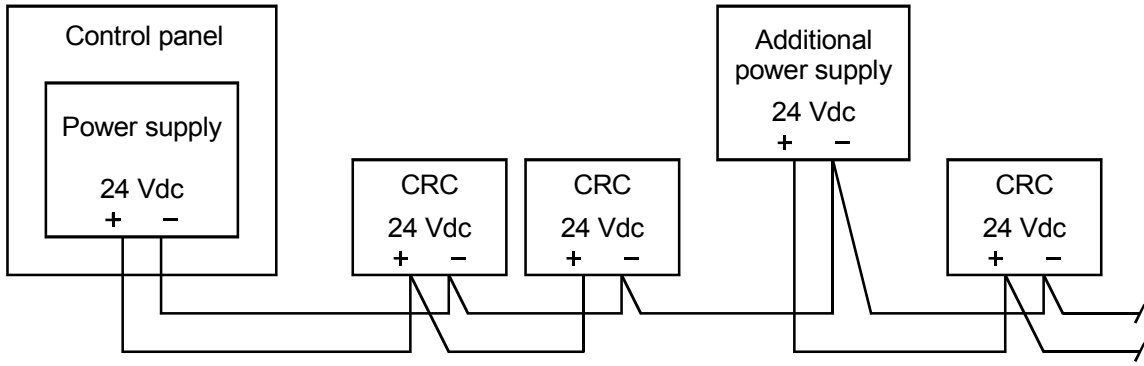 Control panel
Power supply
24 Vdc
+ −
CRC
24 Vdc
+ −
CRC
24 Vdc
+ −
Additional
power supply
24 Vdc
+ −
CRC
24 Vdc
+ −